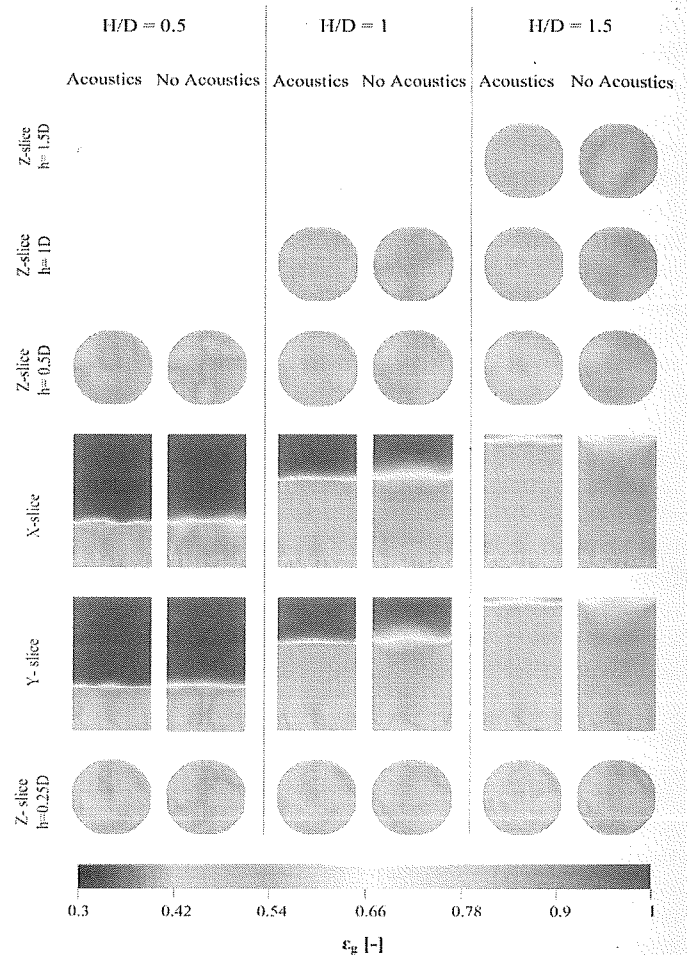 H/D = 0.5 H/D = 1 H/D = 1.5
Acoustics No Acoustics Acoustics No Acoustics Acoustics No Acoustics
Z-slice
h= 1.5D
Z-slice
h= 1D
Z-slice
h= 0.5D
X-slice
Y- slice
Z- slice
h=0.25D
0.3 0.42 0.54 0.66 0.78 0.9 1
εg [-]